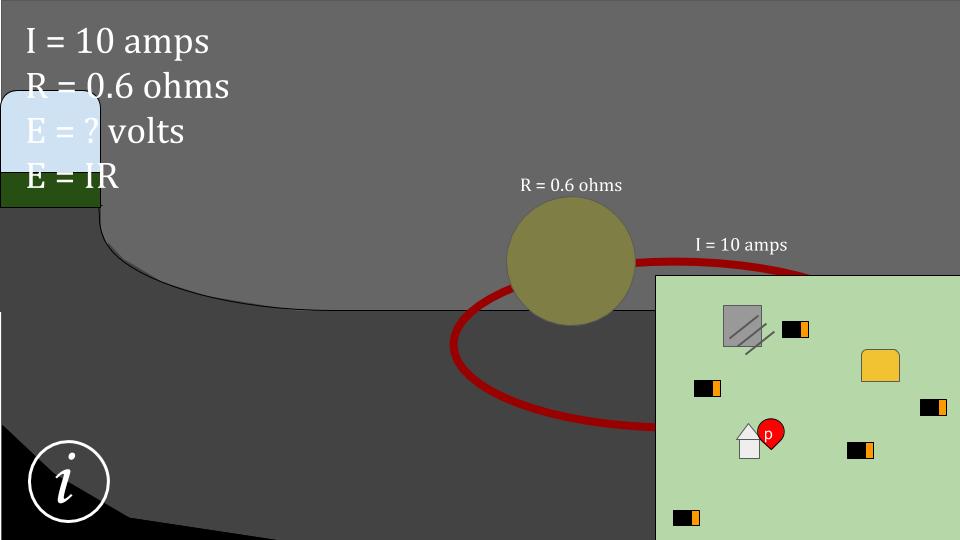 I = 10 amps
R = 0.6 ohms
E = ? volts
E = IR
R = 0.6 ohms
I = 10 amps
p
i